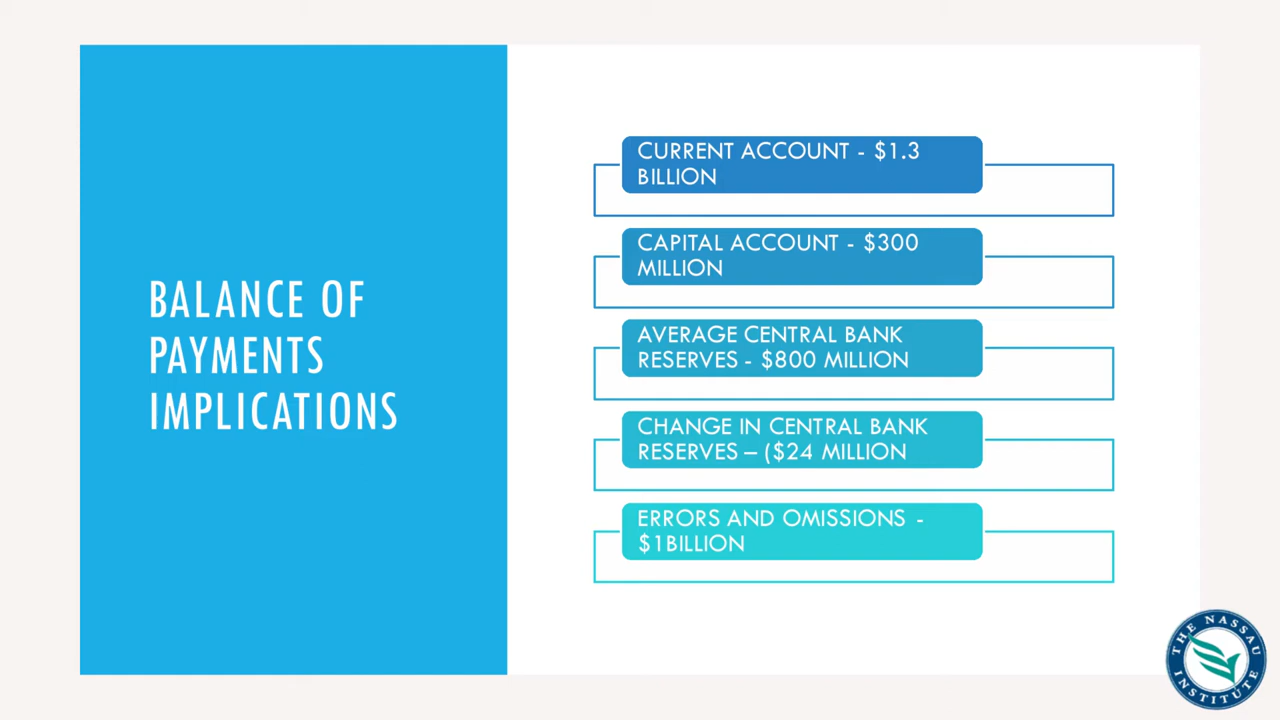 BALANCE OF
PAYMENTS
IMPLICATIONS
CURRENT ACCOUNT - $1.3
BILLION
CAPITAL ACCOUNT - $300
MILLION
AVERAGE CENTRAL BANK
RESERVES - $800 MILLION
CHANGE IN CENTRAL BANK
RESERVES – ($24 MILLION
ERRORS AND OMISSIONS -
$1BILLION
THE NASSAU
INSTITUTE